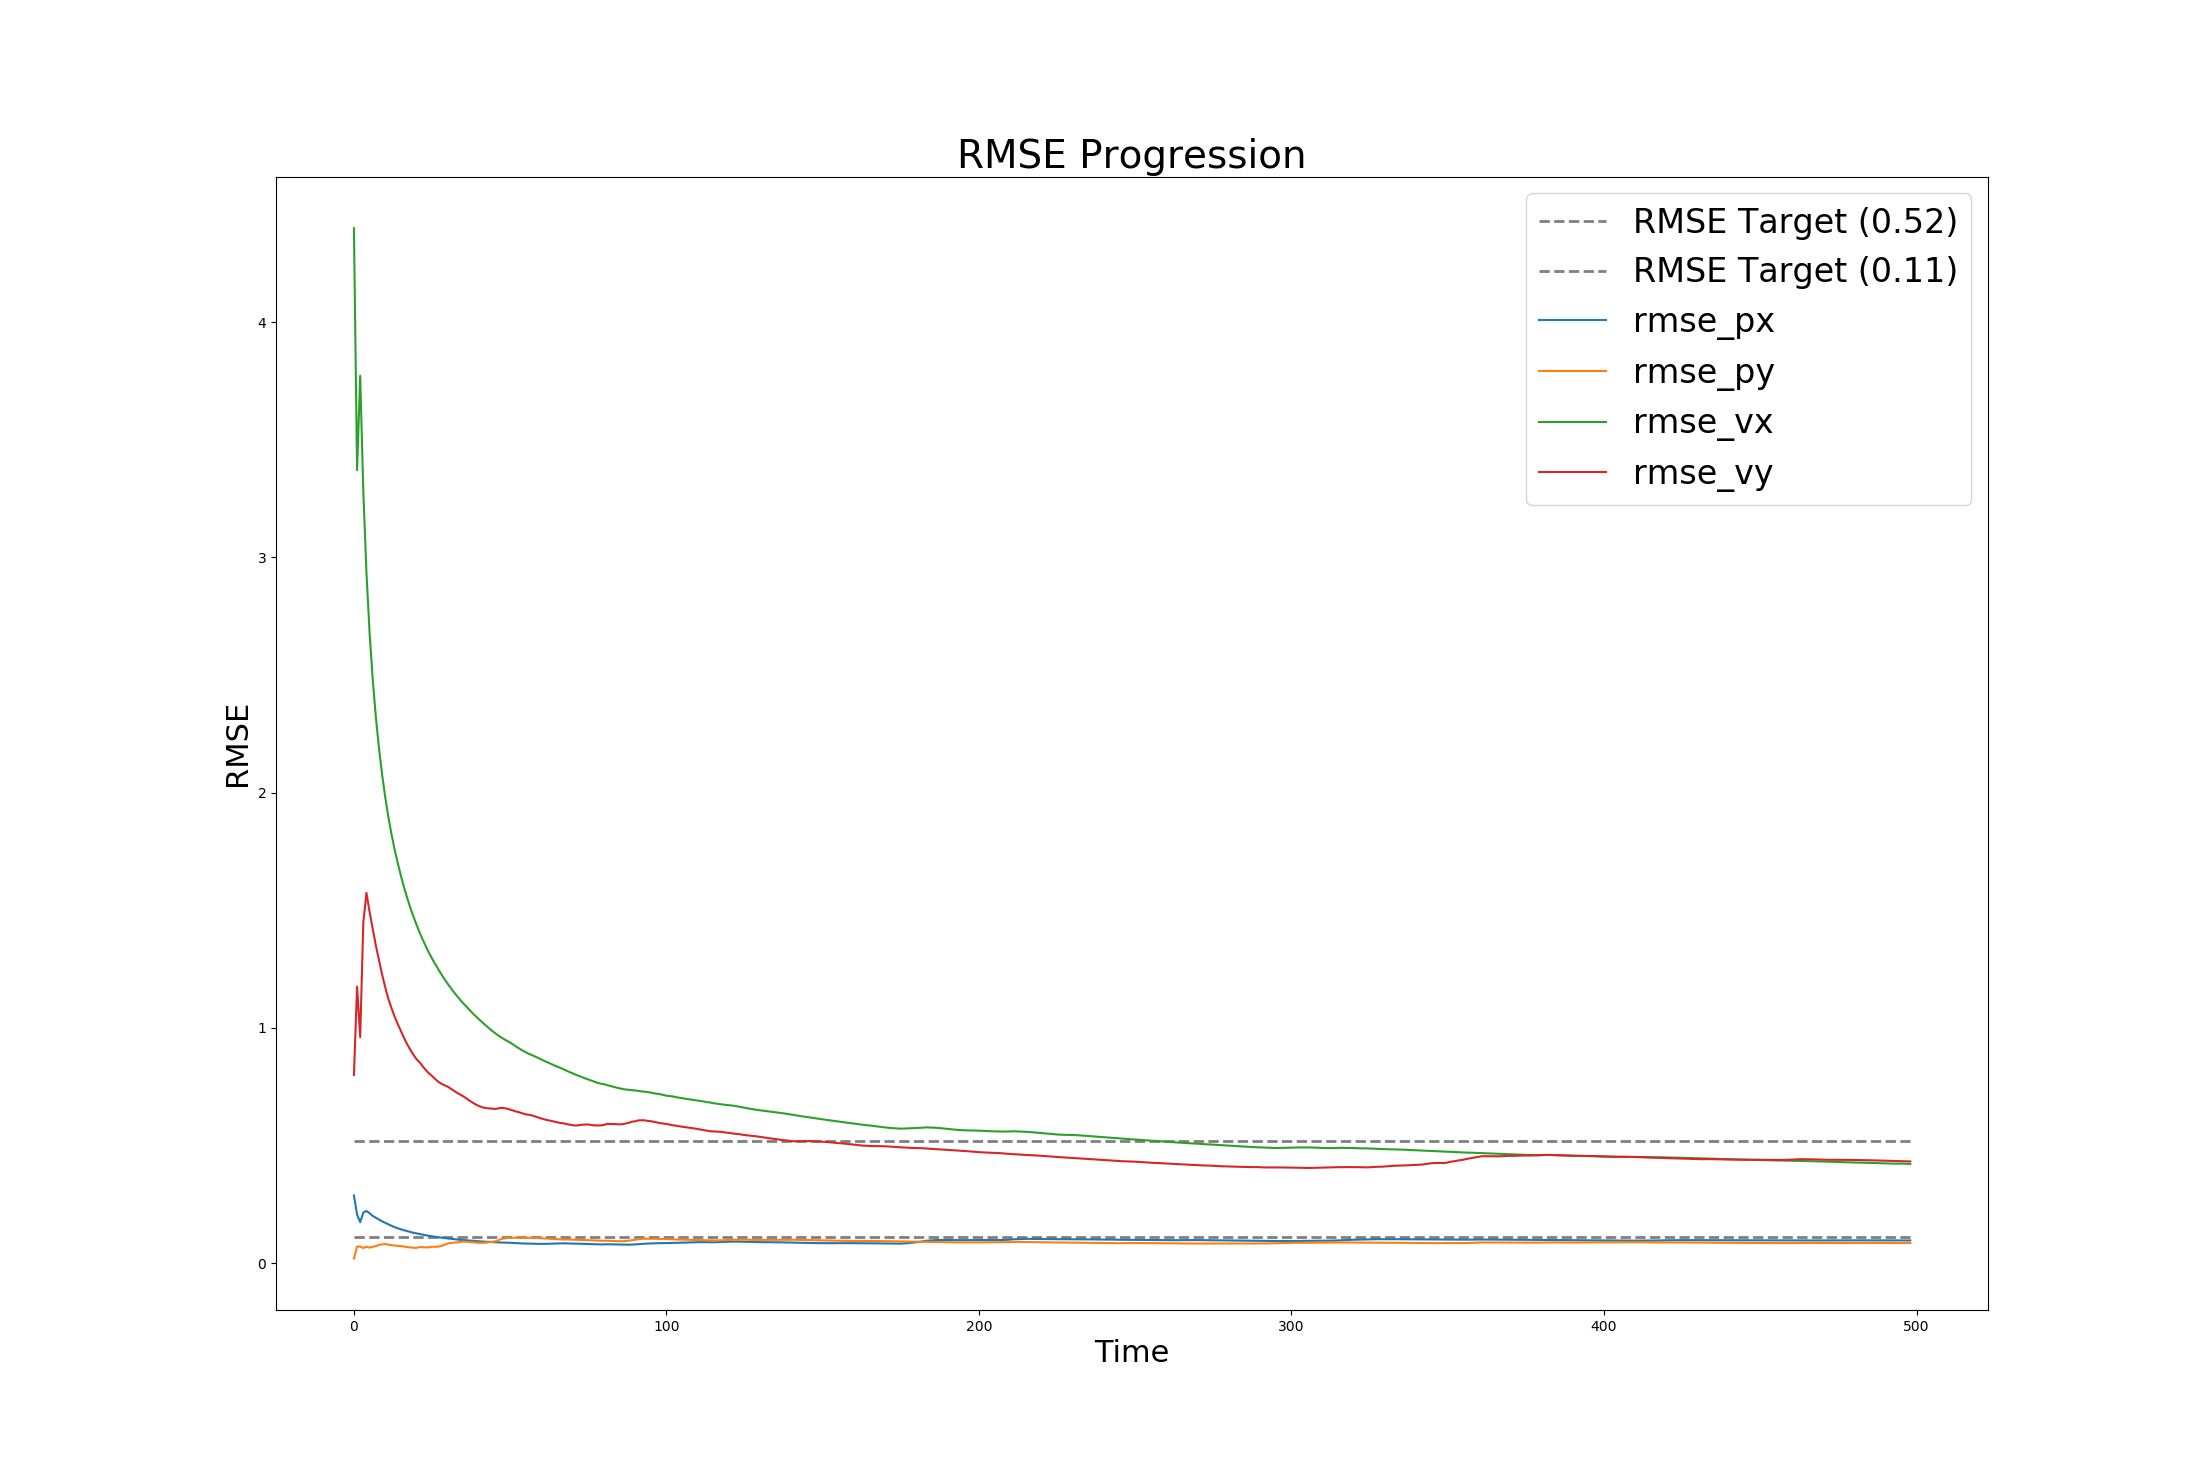 RMSE Progression
RMSE Target (0.52)
RMSE Target (0.11)
rmse_px
rmse_py
rmse_vx
rmse_vy
RMSE
4
3
2
1
0
0 100 200 300 400 500
Time